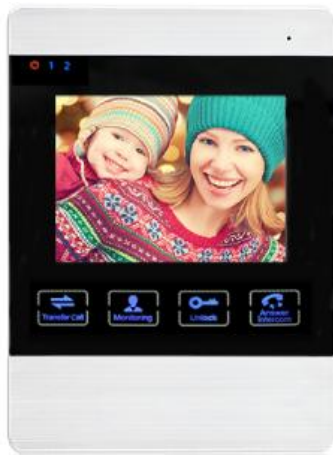 1 2
Transfer Call
Monitoring
Unlock
Answer
Intercom